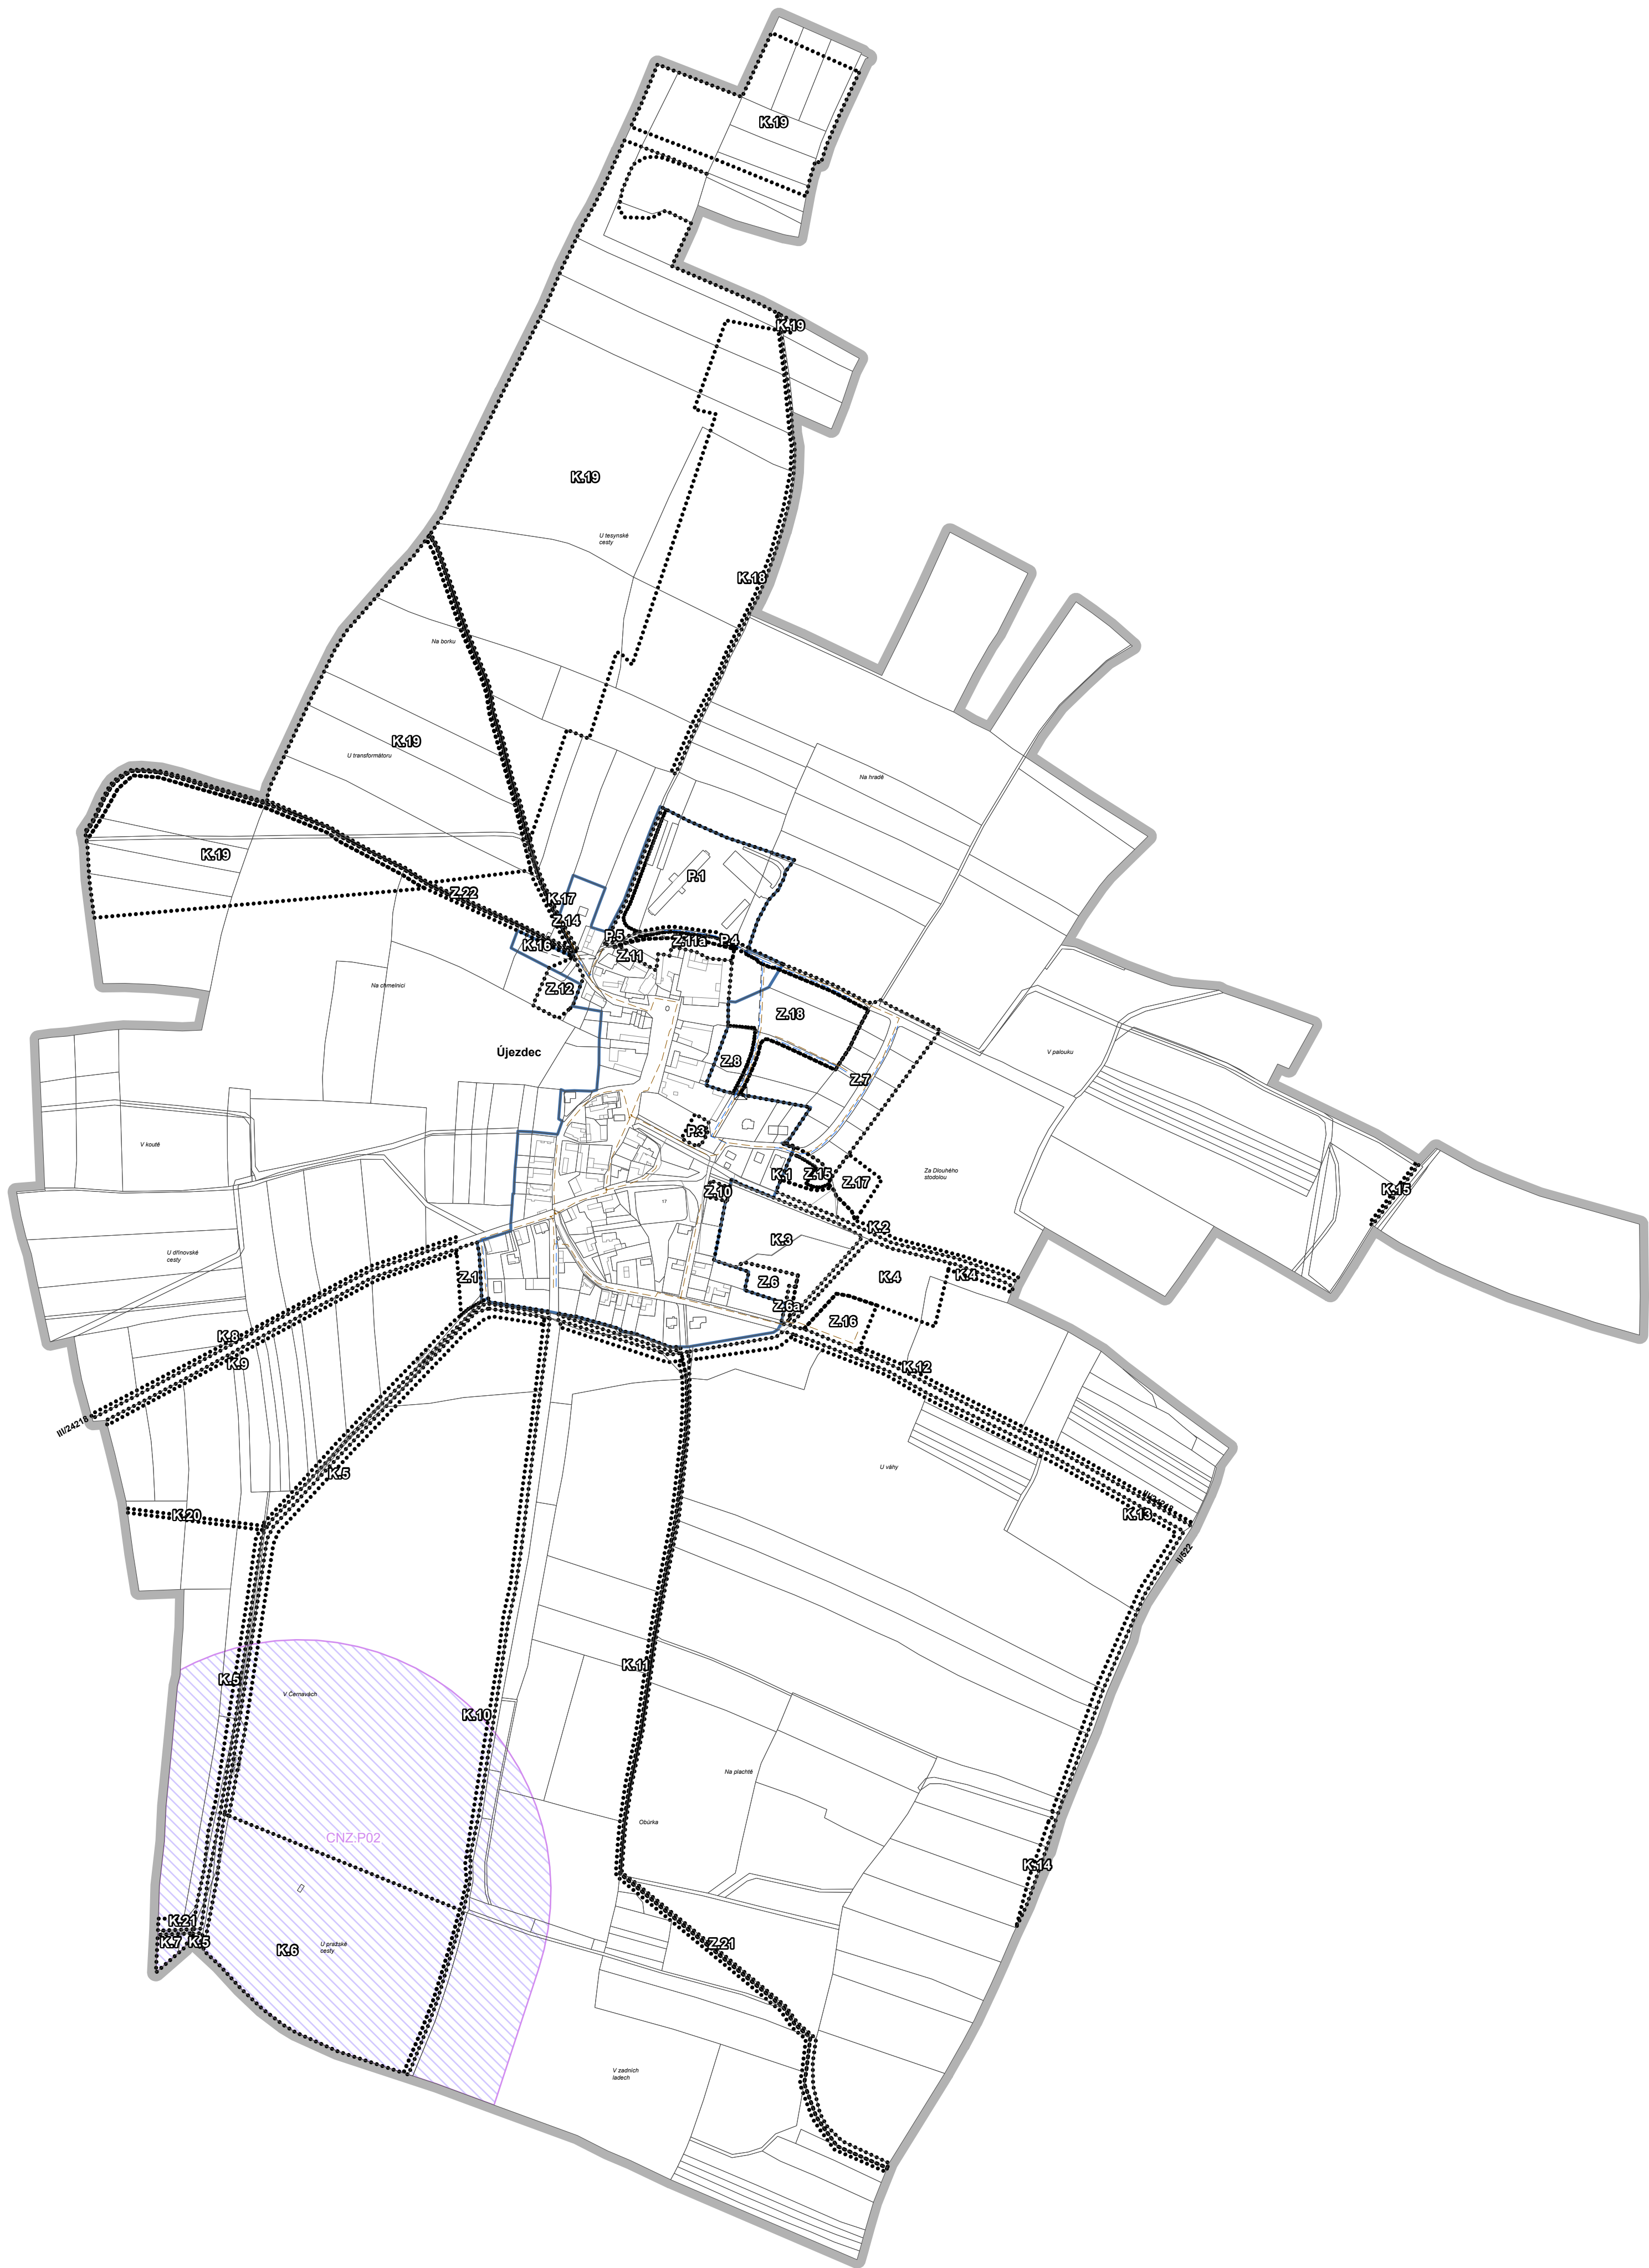 K.19
K.19
K.19
U tesynské
cesty
K.18
Na borku
K.19
U transformátoru
Na hradě
K.19
P.1
Z.22
K.17
Z.14
P.5
K.16
Z.11
Z.11a
P.4
Na chmelnici
Z.12
Z.18
Újezdec
Z.8
V palouku
Z.7
P.3
V koutě
K.1
Z.15
Z.17
Za Dlouhého
stodolou
Z.10
K.15
17
K.2
K.3
U dřínovské
cesty
Z.1
Z.6
K.4
K.4
Z.6a
Z.16
K.8
K.9
K.12
III/24218
K.5
U váhy
K.20
K.13
II/522
K.11
K.5
V Černavách
K.10
Na plachtě
CNZ.P02
Obůrka
K.14
K.21
K.7
K.5
K.6
U pražské
cesty
Z.21
V zadních
ladech